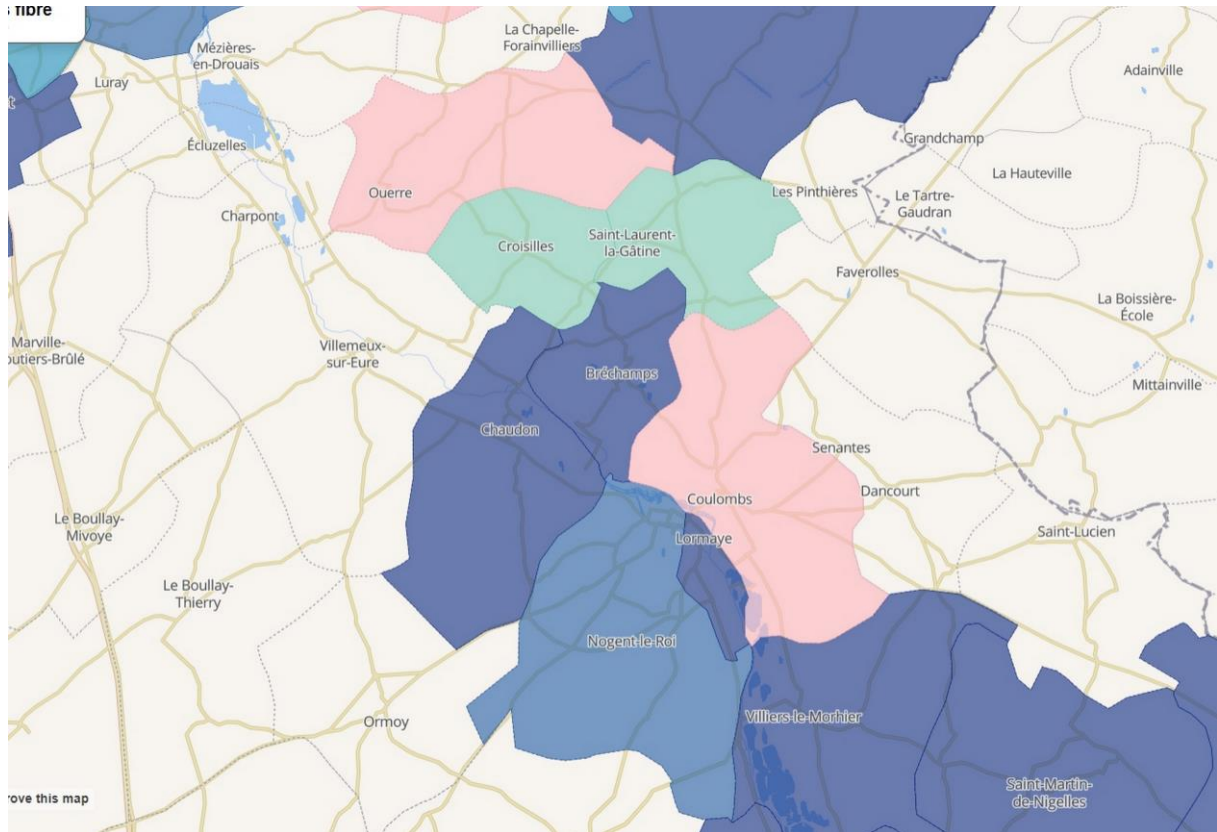 s fibre
La Chapelle-
Forainvilliers
Mézières-
en-Drouais
Luray
Adainville
t
Écluzelles
Grandchamp
La Hauteville
Ouerre
Les Pinthières
Le Tartre-
Gaudran
Charpont
Croisilles
Saint-Laurent-
la-Gâtine
Faverolles
La Boissière-
École
Marville-
outiers-Brûlé
Villemeux-
sur-Eure
Bréchamps
Mittainville
Chaudon
Senantes
Coulombs
Dancourt
Le Boullay-
Mivoye
Lormaye
Saint-Lucien
Le Boullay-
Thierry
Nogent-le-Roi
Ormoy
Villiers-le-Morhier
Saint-Martin-
de-Nigelles
rove this map